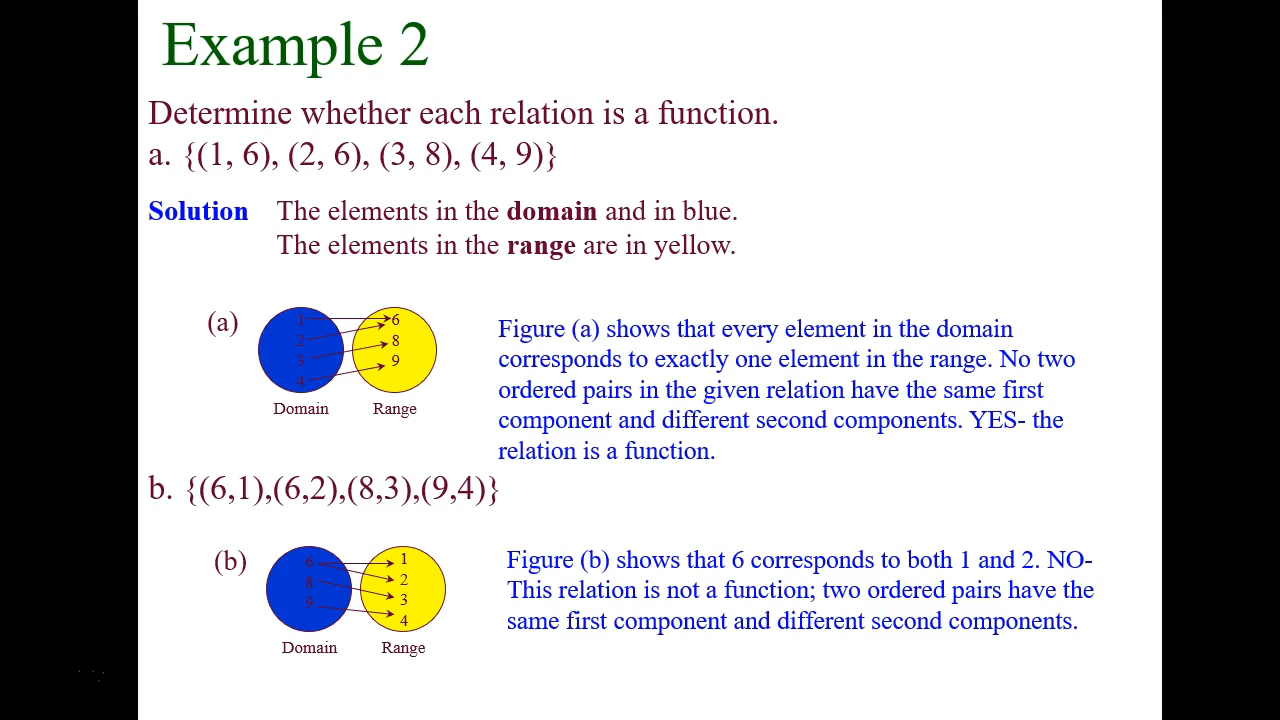 Example 2
Determine whether each relation is a function.
a. {(1, 6), (2, 6), (3, 8), (4, 9)}
Solution The elements in the domain and in blue.
The elements in the range are in yellow.
(a)
1
2
3
4
6
8
9
Domain Range
Figure (a) shows that every element in the domain
corresponds to exactly one element in the range. No two
ordered pairs in the given relation have the same first
component and different second components. YES- the
relation is a function.
b. {(6,1),(6,2),(8,3),(9,4)}
(b)
6
8
9
1
2
3
4
Domain Range
Figure (b) shows that 6 corresponds to both 1 and 2. NO-
This relation is not a function; two ordered pairs have the
same first component and different second components.